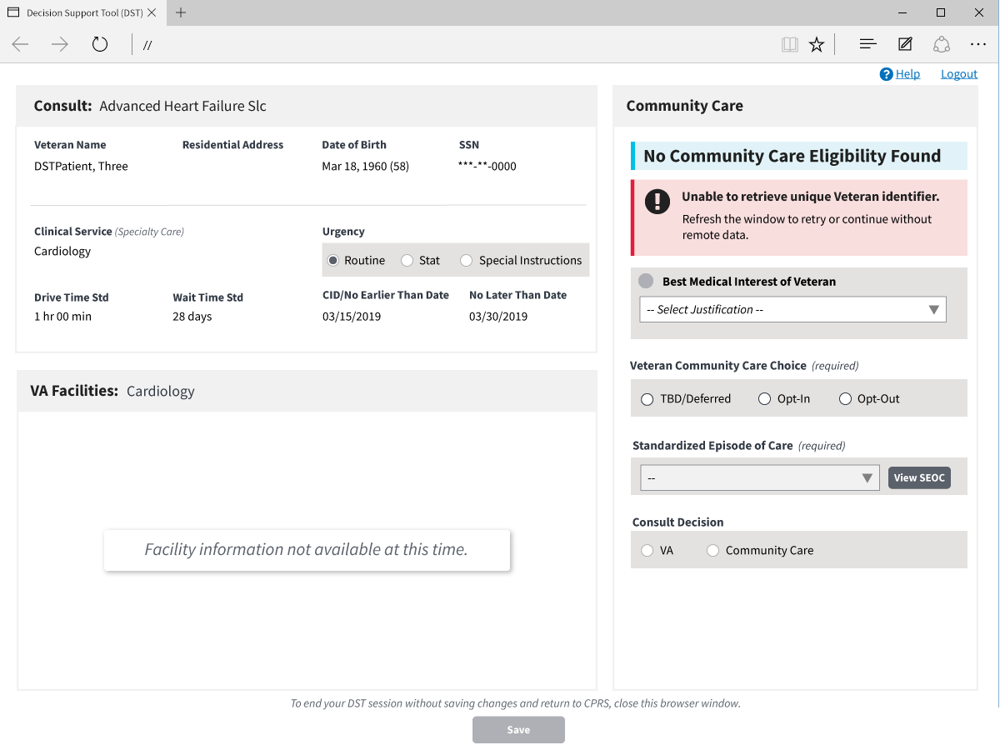 Decision Support Tool (DST)
//
? Help Logout
Consult: Advanced Heart Failure Slc
Veteran Name Residential Address Date of Birth SSN
DSTPatient, Three Mar 18, 1960 (58) ***-**-0000
Clinical Service (Specialty Care) Urgency
Cardiology
Routine Stat Special Instructions
Drive Time Std Wait Time Std CID/No Earlier Than Date No Later Than Date
1 hr 00 min 28 days 03/15/2019 03/30/2019
VA Facilities: Cardiology
Facility information not available at this time.
Community Care
No Community Care Eligibility Found
! Unable to retrieve unique Veteran identifier.
Refresh the window to retry or continue without
remote data.
Best Medical Interest of Veteran
-- Select Justification --
Veteran Community Care Choice (required)
TBD/Deferred Opt-In Opt-Out
Standardized Episode of Care (required)
-- View SEOC
Consult Decision
VA Community Care
To end your DST session without saving changes and return to CPRS, close this browser window.
Save